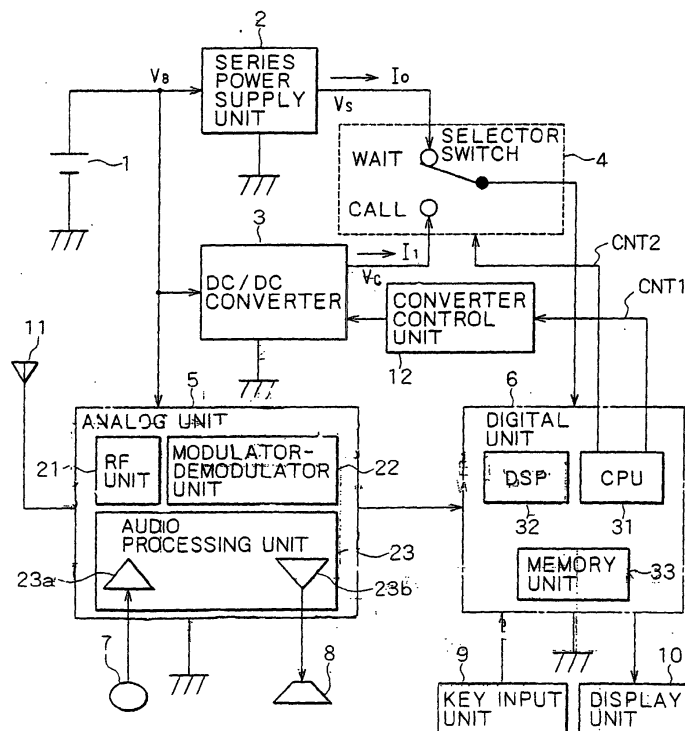 2
SERIES
POWER
SUPPLY
UNIT
VB
I0
VS
SELECTOR
SWITCH
WAIT
4
1
CALL
3
DC/DC
CONVERTER
I1
VC
CNT2
CNT1
CONVERTER
CONTROL
UNIT
12
11
5
6
ANALOG UNIT
DIGITAL
UNIT
21
RF
UNIT
MODULATOR-
DEMODULATOR
UNIT
22
DSP
CPU
32
31
AUDIO
PROCESSING UNIT
23
23a
23b
MEMORY
UNIT
33
7
8
9
10
KEY INPUT
UNIT
DISPLAY
UNIT